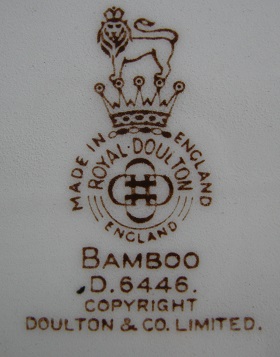 MADE IN ENGLAND
ROYAL·DOULTON
ENGLAND
BAMBOO
D.6446.
COPYRIGHT
DOULTON & CO. LIMITED.